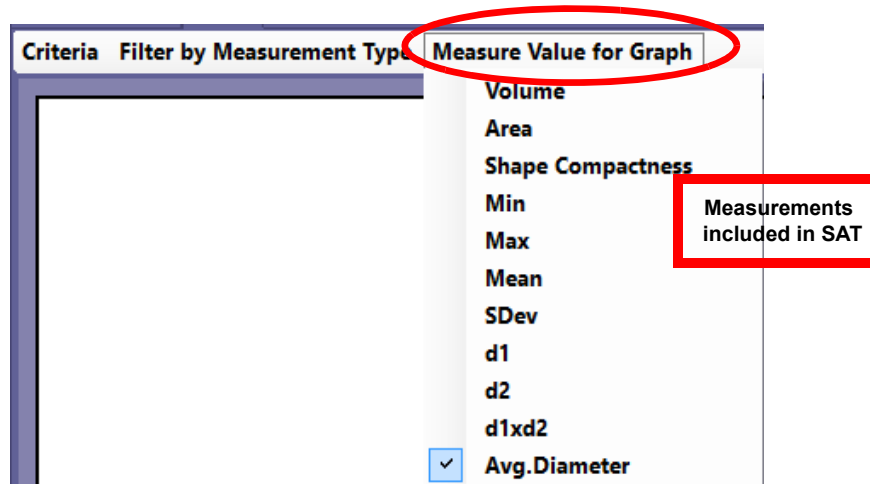 Criteria Filter by Measurement Type Measure Value for Graph
Volume
Area
Shape Compactness
Min
Measurements
included in SAT
Max
Mean
SDev
d1
d2
d1xd2
Avg.Diameter